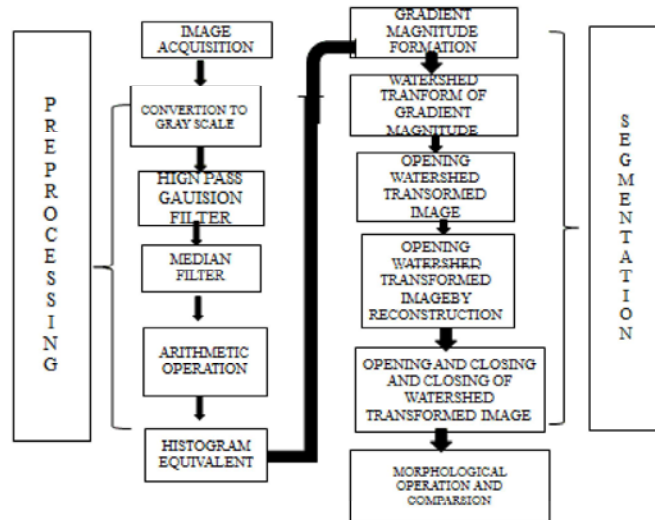 PREPROCESSING
IMAGE
ACQUISITION
CONVERTION TO
GRAY SCALE
HIGN PASS
GAUISION
FILTER
MEDIAN
FILTER
ARITHMETIC
OPERATION
HISTOGRAM
EQUIVALENT
GRADIENT
MAGNITUDE
FORMATION
WATERSHED
TRANFORM OF
GRADIENT
MAGNITUDE
OPENING
WATERSHED
TRANSORMED
IMAGE
OPENING
WATERSHED
TRANSFORMED
IMAGEBY
RECONSTRUCTION
OPENING AND CLOSING
AND CLOSING OF
WATERSHED
TRANSFORMED IMAGE
MORPHOLOGICAL
OPERATION AND
COMPARSION
SEGMENTATION